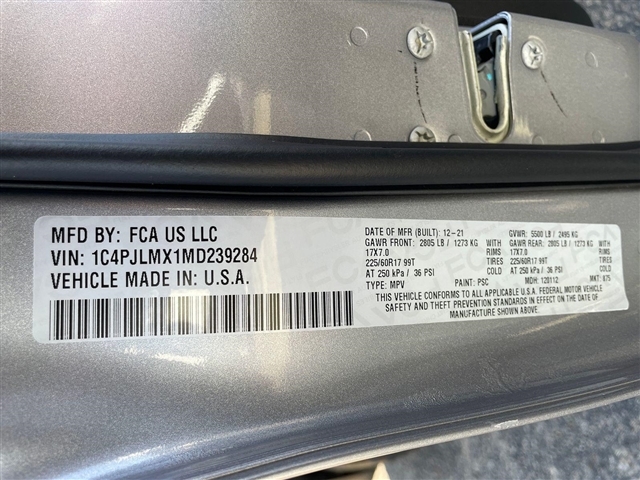 MFD BY: FCA US LLC
VIN: 1C4PJLMX1MD239284
VEHICLE MADE IN: U.S.A.
DATE OF MFR (BUILT): 12-21 GVWR: 5500 LB / 2495 KG
GAWR FRONT: 2805 LB / 1273 KG WITH GAWR REAR: 2805 LB / 1273 KG WITH
17X7.0 RIMS 17X7.0 RIMS
225/60R17 99T TIRES 225/60R17 99T TIRES
AT 250 kPa / 36 PSI COLD AT 250 kPa / 36 PSI COLD
TYPE: MPV PAINT: PSC MDH: 120112 875
THIS VEHICLE CONFORMS TO ALL APPLICABLE U.S.A. FEDERAL MOTOR VEHICLE
SAFETY AND THEFT PREVENTION STANDARDS IN EFFECT ON THE DATE OF
MANUFACTURE SHOWN ABOVE.